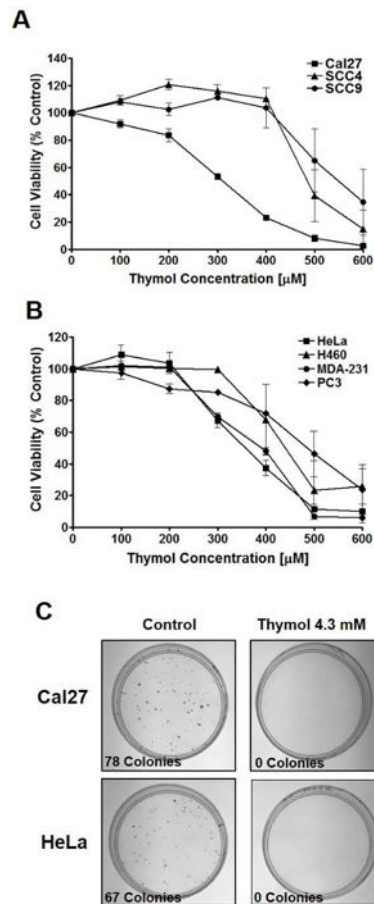 A
Cal27
SCC4
SCC9
Cell Viability (% Control)
140
120
100
80
60
40
20
0
0 100 200 300 400 500 600
Thymol Concentration [µM]
B
HeLa
H460
MDA-231
PC3
Cell Viability (% Control)
120
100
80
60
40
20
0
0 100 200 300 400 500 600
Thymol Concentration [µM]
C
Control Thymol 4.3 mM
Cal27
78 Colonies 0 Colonies
HeLa
67 Colonies 0 Colonies